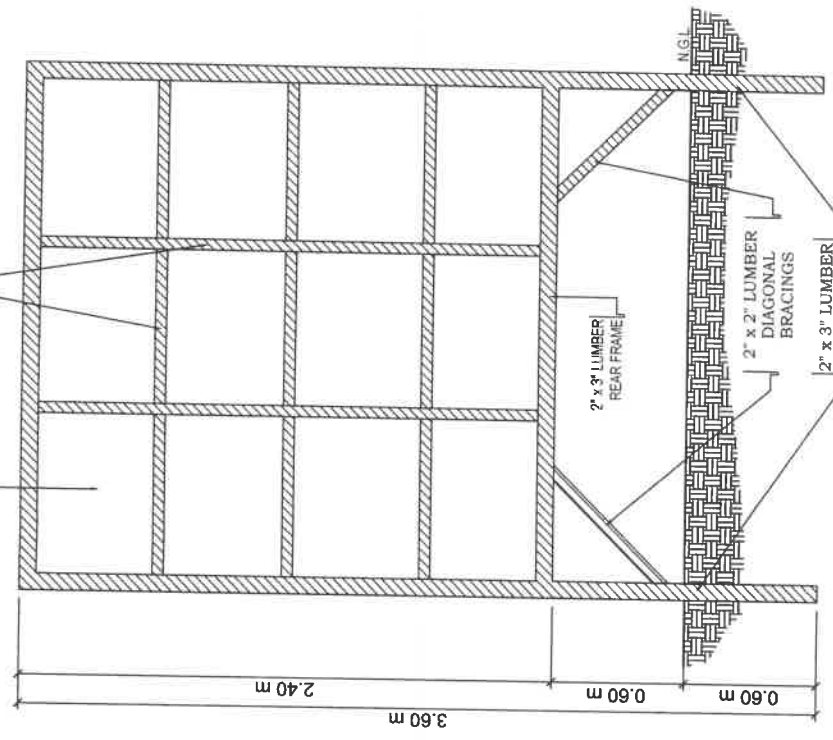 N.G.L
2" x 3" LUMBER
REAR FRAME
2" x 2" LUMBER
DIAGONAL
BRACINGS
2" x 3" LUMBER
2.40 m
0.60 m
0.60 m
3.60 m